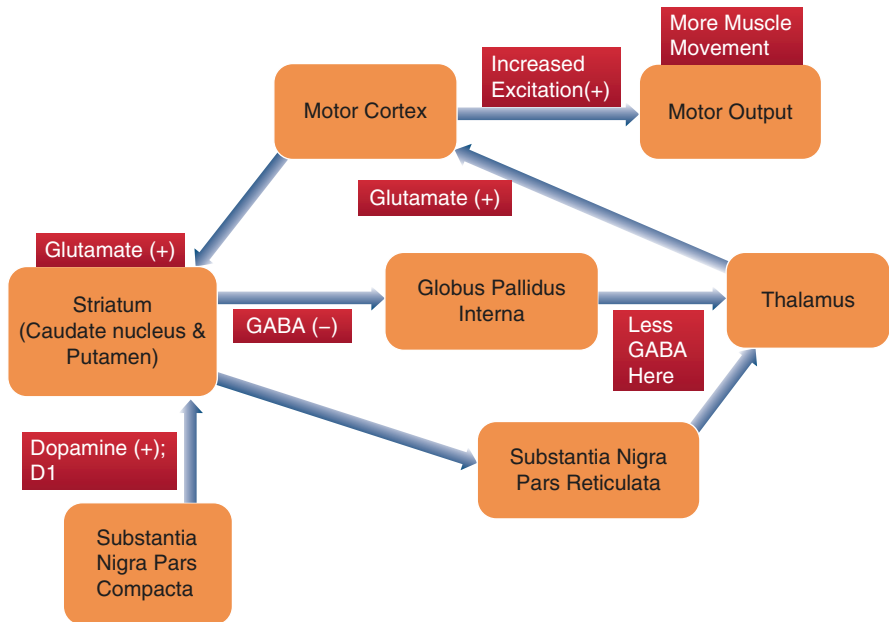 More Muscle
Movement
Increased
Excitation(+)
Motor Cortex
Motor Output
Glutamate (+)
Glutamate (+)
Striatum
(Caudate nucleus &
Putamen)
GABA (−)
Globus Pallidus
Interna
Less
GABA
Here
Thalamus
Dopamine (+);
D1
Substantia Nigra
Pars Reticulata
Substantia
Nigra Pars
Compacta